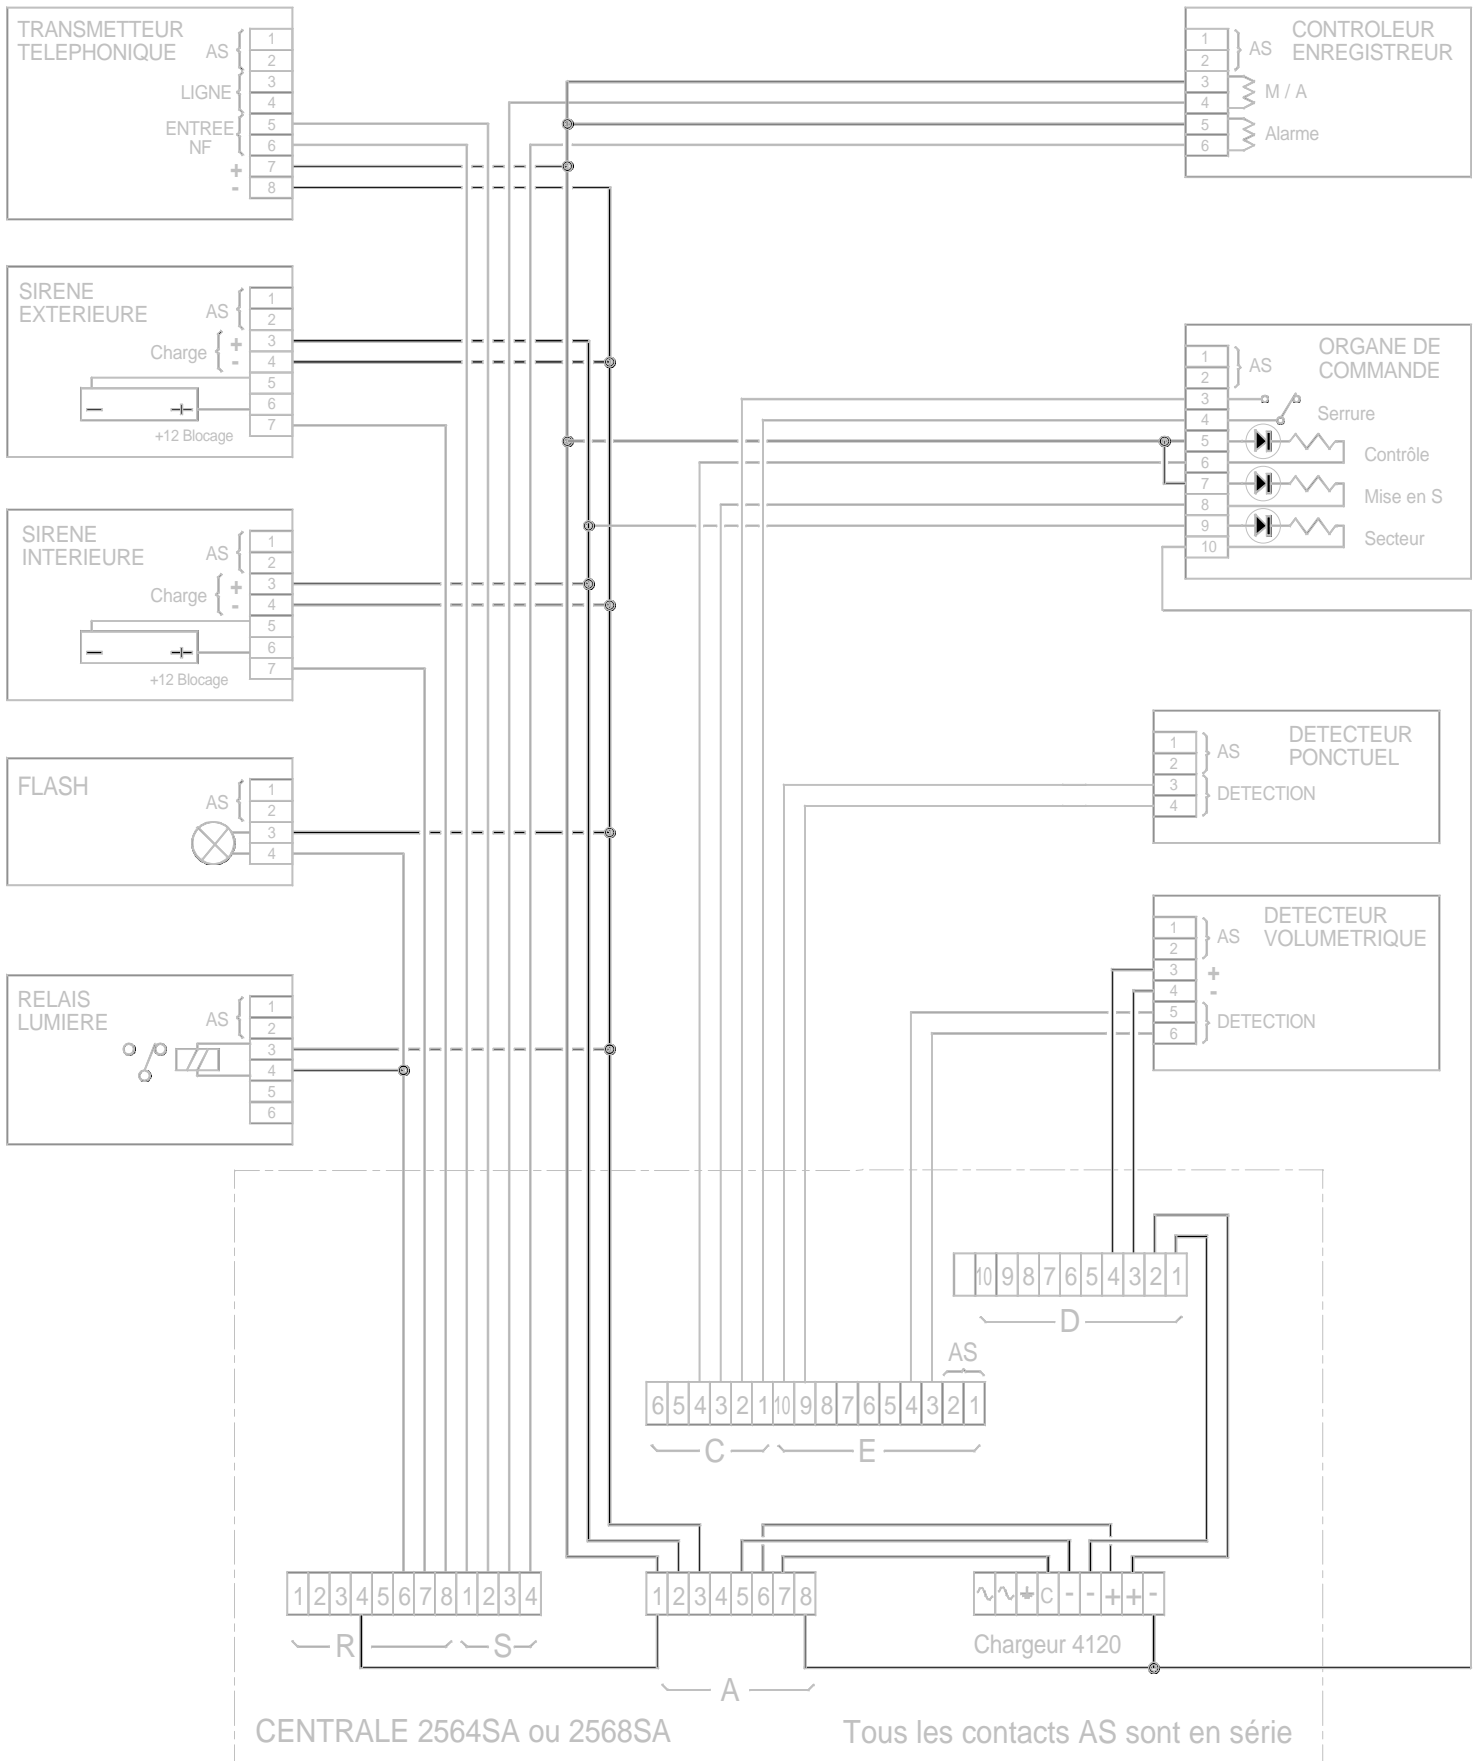 TRANSMETTEUR
TELEPHONIQUE
AS
LIGNE
ENTREE
NF
+
-
1
2
3
4
5
6
7
8
CONTROLEUR
ENREGISTREUR
1
2
3
4
5
6
AS
M / A
Alarme
SIRENE
EXTERIEURE
AS
Charge
+
-
+12 Blocage
1
2
3
4
5
6
7
ORGANE DE
COMMANDE
1
2
3
4
5
6
7
8
9
10
AS
Serrure
Contrôle
Mise en S
Secteur
SIRENE
INTERIEURE
AS
Charge
+
-
+12 Blocage
1
2
3
4
5
6
7
DETECTEUR
PONCTUEL
1
2
3
4
AS
DETECTION
FLASH
AS
1
2
3
4
DETECTEUR
VOLUMETRIQUE
1
2
3
4
5
6
AS
+
-
DETECTION
RELAIS
LUMIERE
AS
1
2
3
4
5
6
10 9 8 7 6 5 4 3 2 1
D
AS
6 5 4 3 2 1 10 9 8 7 6 5 4 3 2 1
C E
1 2 3 4 5 6 7 8 1 2 3 4
R S
1 2 3 4 5 6 7 8
A
C - - + + -
Chargeur 4120
CENTRALE 2564SA ou 2568SA
Tous les contacts AS sont en série